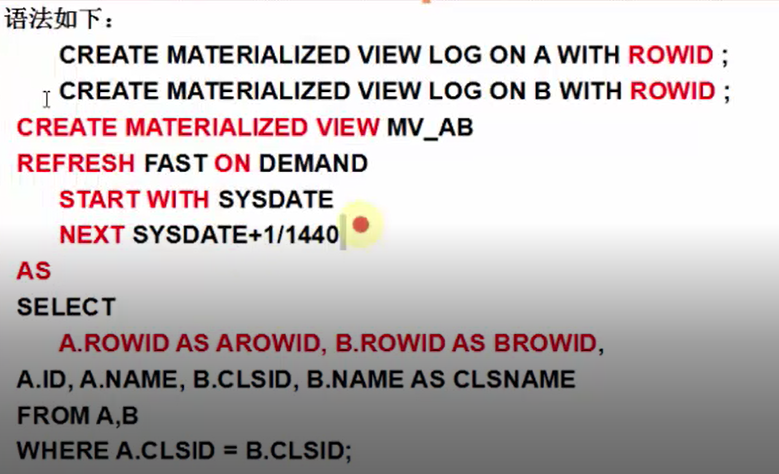 语法如下：
CREATE MATERIALIZED VIEW LOG ON A WITH ROWID ;
CREATE MATERIALIZED VIEW LOG ON B WITH ROWID ;
CREATE MATERIALIZED VIEW MV_AB
REFRESH FAST ON DEMAND
START WITH SYSDATE
NEXT SYSDATE+1/1440
AS
SELECT
A.ROWID AS AROWID, B.ROWID AS BROWID,
A.ID, A.NAME, B.CLSID, B.NAME AS CLSNAME
FROM A,B
WHERE A.CLSID = B.CLSID;